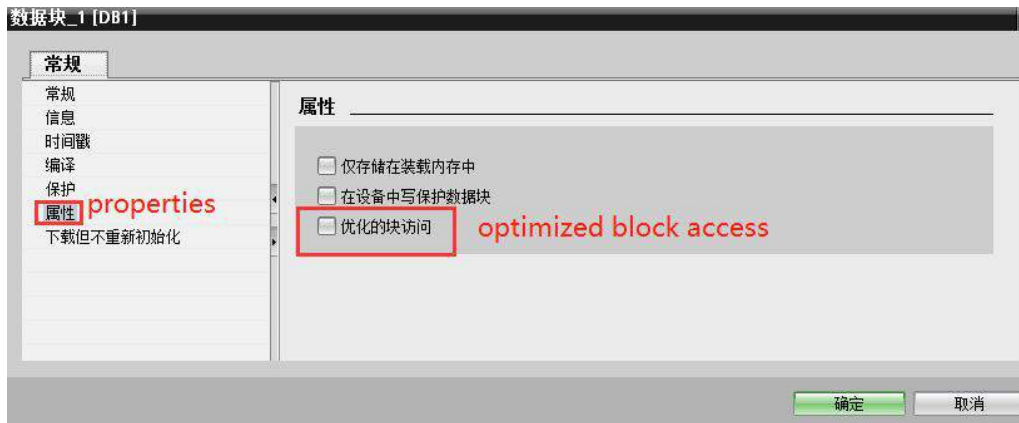 数据块_1 [DB1]
常规
常规
信息
时间戳
编译
保护
属性 properties
下载但不重新初始化
属性
仅存储在装载内存中
在设备中写保护数据块
优化的块访问 optimized block access
确定 取消